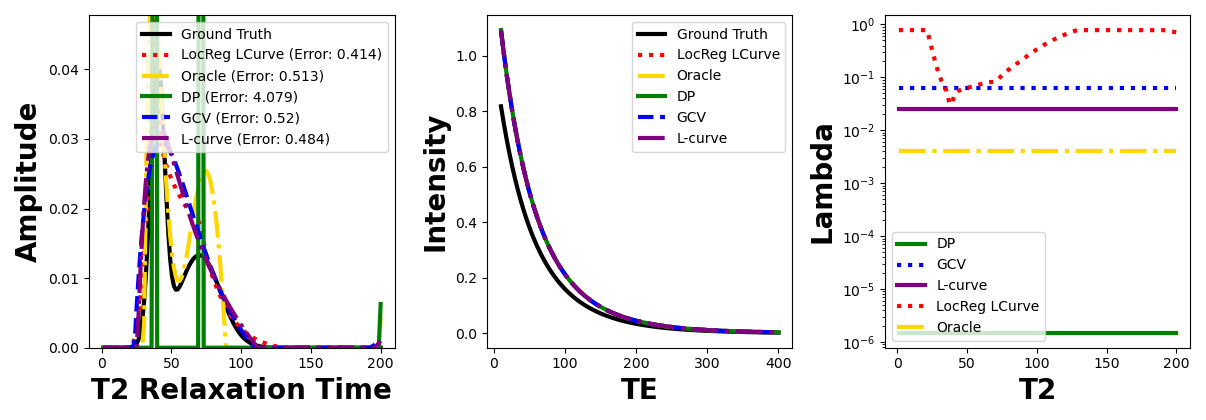 Amplitude
0.04
0.03
0.02
0.01
0.00
0
50
100
150
200
T2 Relaxation Time
Ground Truth
LocReg LCurve (Error: 0.414)
Oracle (Error: 0.513)
DP (Error: 4.079)
GCV (Error: 0.52)
L-curve (Error: 0.484)
Intensity
1.0
0.8
0.6
0.4
0.2
0.0
0
100
200
300
400
TE
Ground Truth
LocReg LCurve
Oracle
DP
GCV
L-curve
Lambda
10⁰
10⁻¹
10⁻²
10⁻³
10⁻⁴
10⁻⁵
10⁻⁶
0
50
100
150
200
T2
DP
GCV
L-curve
LocReg LCurve
Oracle